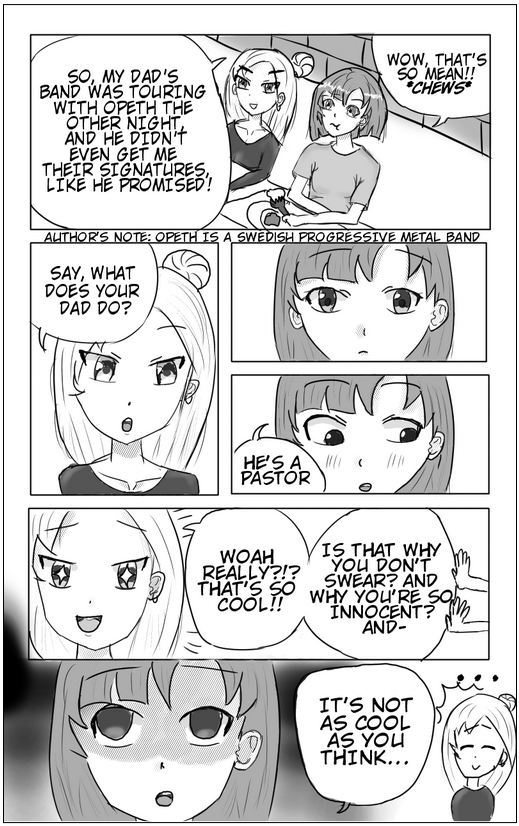 SO, MY DAD'S
BAND WAS TOURING
WITH OPETH THE
OTHER NIGHT,
AND HE DIDN'T
EVEN GET ME
THEIR SIGNATURES,
LIKE HE PROMISED!
WOW, THAT'S
SO MEAN!!
*CHEWS*
AUTHOR'S NOTE: OPETH IS A SWEDISH PROGRESSIVE METAL BAND
SAY, WHAT
DOES YOUR
DAD DO?
HE'S A
PASTOR
WOAH
REALLY?!?
THAT'S SO
COOL!!
IS THAT WHY
YOU DON'T
SWEAR? AND
WHY YOU'RE SO
INNOCENT?
AND-
IT'S NOT
AS COOL
AS YOU
THINK...